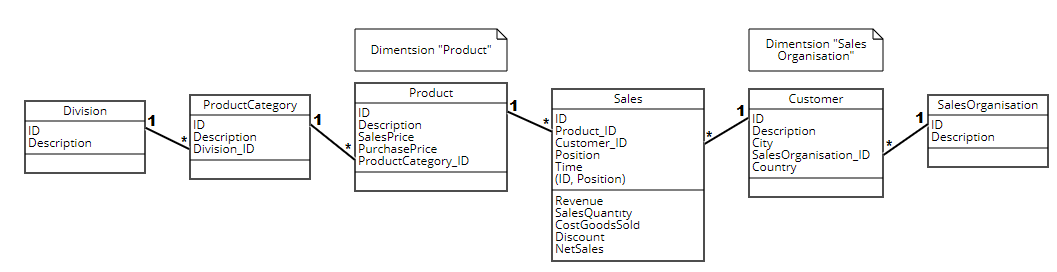 Dimentsion "Product"
Dimentsion "Sales
Organisation"
Division
ID
Description
1
*
ProductCategory
ID
Description
Division_ID
1
*
Product
ID
Description
SalesPrice
PurchasePrice
ProductCategory_ID
1
*
Sales
ID
Product_ID
Customer_ID
Position
Time
(ID, Position)
Revenue
SalesQuantity
CostGoodsSold
Discount
NetSales
*
1
Customer
ID
Description
City
SalesOrganisation_ID
Country
*
1
SalesOrganisation
ID
Description